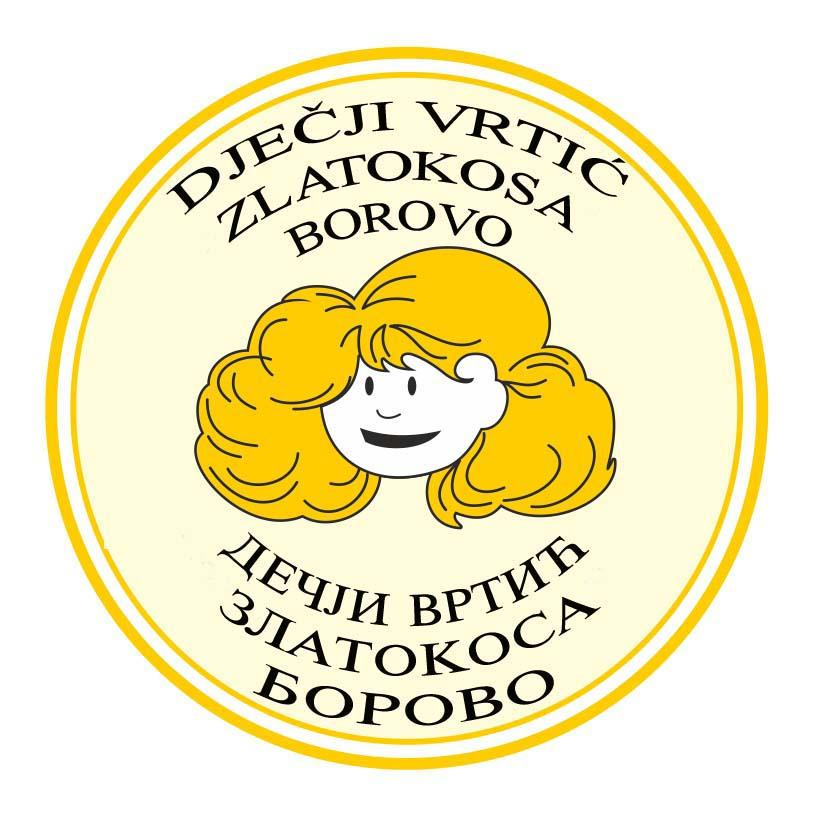 DJEČJI VRTIĆ
ZLATOKOSA
BOROVO
ДЕЧЈИ ВРТИЋ
ЗЛАТОКОСА
БОРОВО